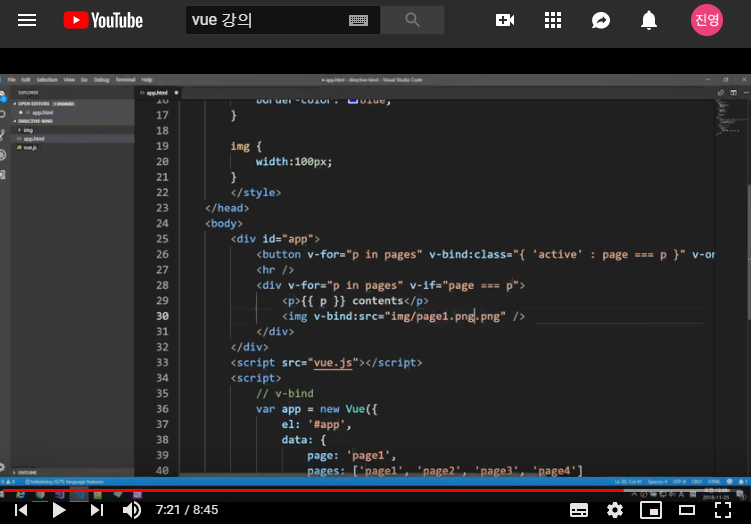 YouTube
vue 강의
진영
File Edit Selection View Go Debug Terminal Help
app.html - directive-bind - Visual Studio Code
EXPLORER
app.html
OPEN EDITORS 1 UNSAVED
app.html
DIRECTIVE-BIND
img
app.html
vue.js
16 border-color: blue;
17 }
18
19 img {
20 width:100px;
21 }
22 </style>
23 </head>
24 <body>
25 <div id="app">
26 <button v-for="p in pages" v-bind:class="{ 'active' : page === p }" v-on
27 <hr />
28 <div v-for="p in pages" v-if="page === p">
29 <p>{{ p }} contents</p>
30 <img v-bind:src="img/page1.png.png" />
31 </div>
32 </div>
33 <script src="vue.js"></script>
34 <script>
35 // v-bind
36 var app = new Vue({
37 el: '#app',
38 data: {
39 page: 'page1',
40 pages: ['page1', 'page2', 'page3', 'page4']
OUTLINE
Initializing JS/TS language features
Spaces: 4 UTF-8 CRLF HTML
2018-11-25
7:21 / 8:45